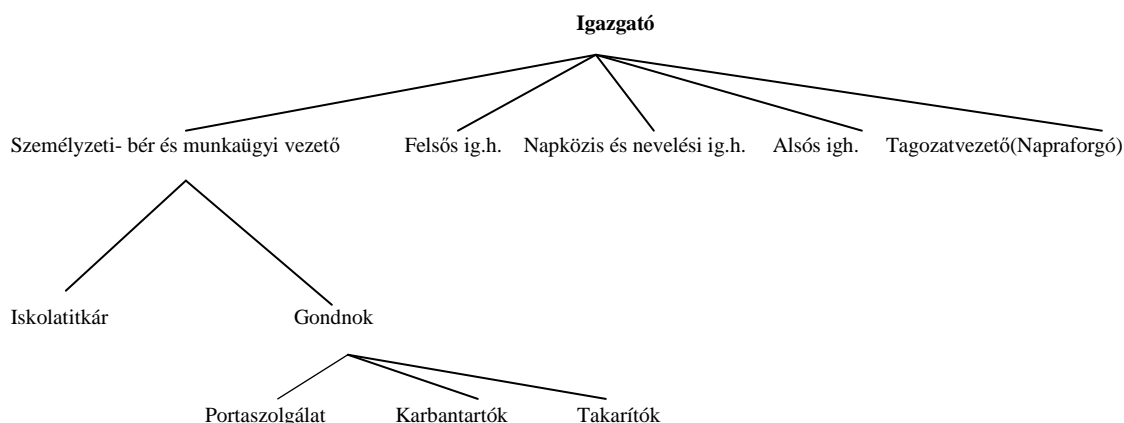 Igazgató
Személyzeti- bér és munkaügyi vezető Felsős ig.h. Napközis és nevelési ig.h. Alsós igh. Tagozatvezető(Napraforgó)
Iskolatitkár Gondnok
Portaszolgálat Karbantartók Takarítók